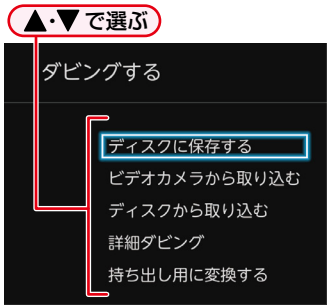 ▲・▼で選ぶ
ダビングする
ディスクに保存する
ビデオカメラから取り込む
ディスクから取り込む
詳細ダビング
持ち出し用に変換する